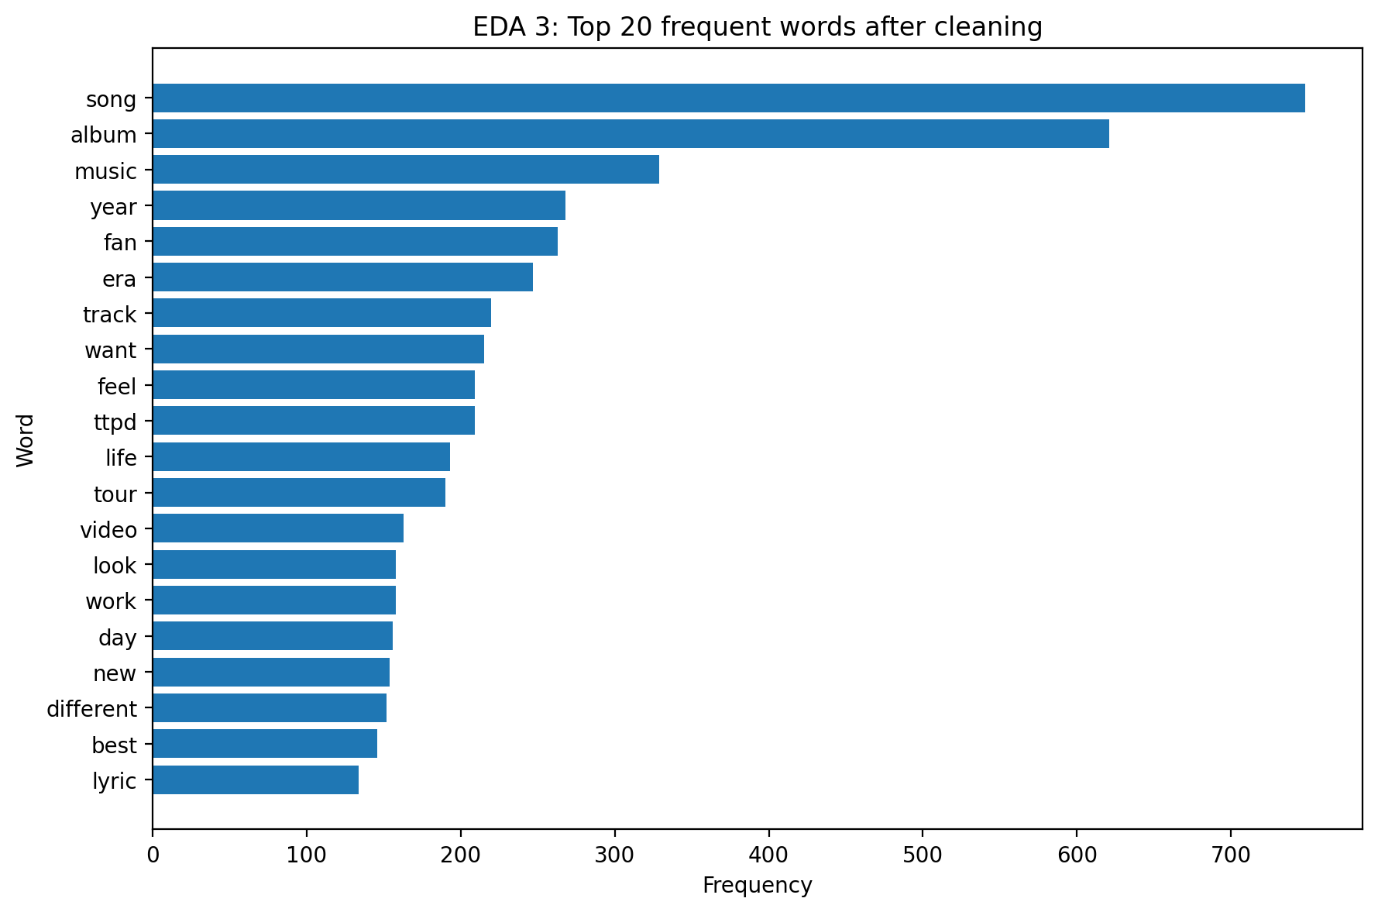 EDA 3: Top 20 frequent words after cleaning
song
album
music
year
fan
era
track
want
feel
ttpd
life
tour
video
look
work
day
new
different
best
lyric
Word
0 100 200 300 400 500 600 700
Frequency